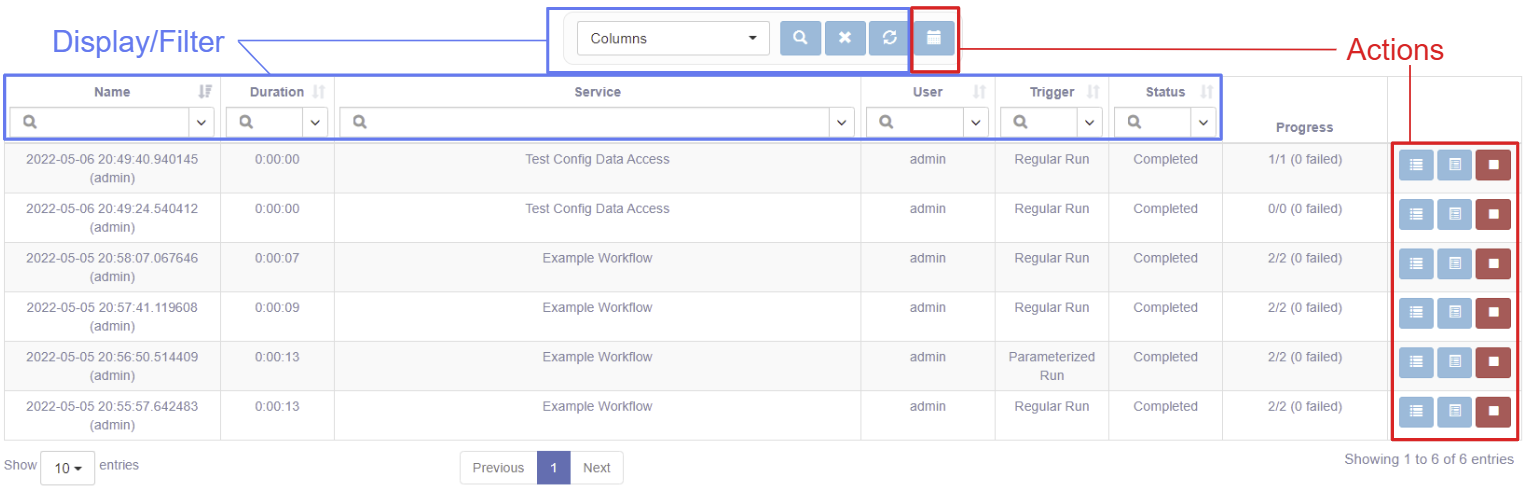 Display/Filter
Columns
Actions
Name Duration Service User Trigger Status
Progress
2022-05-06 20:49:40.940145 0:00:00 Test Config Data Access admin Regular Run Completed 1/1 (0 failed)
(admin)
2022-05-06 20:49:24.540412 0:00:00 Test Config Data Access admin Regular Run Completed 0/0 (0 failed)
(admin)
2022-05-05 20:58:07.067646 0:00:07 Example Workflow admin Regular Run Completed 2/2 (0 failed)
(admin)
2022-05-05 20:57:41.119608 0:00:09 Example Workflow admin Regular Run Completed 2/2 (0 failed)
(admin)
2022-05-05 20:56:50.514409 0:00:13 Example Workflow admin Parameterized Completed 2/2 (0 failed)
(admin) Run
2022-05-05 20:55:57.642483 0:00:13 Example Workflow admin Regular Run Completed 2/2 (0 failed)
(admin)
Show 10 entries Previous 1 Next Showing 1 to 6 of 6 entries